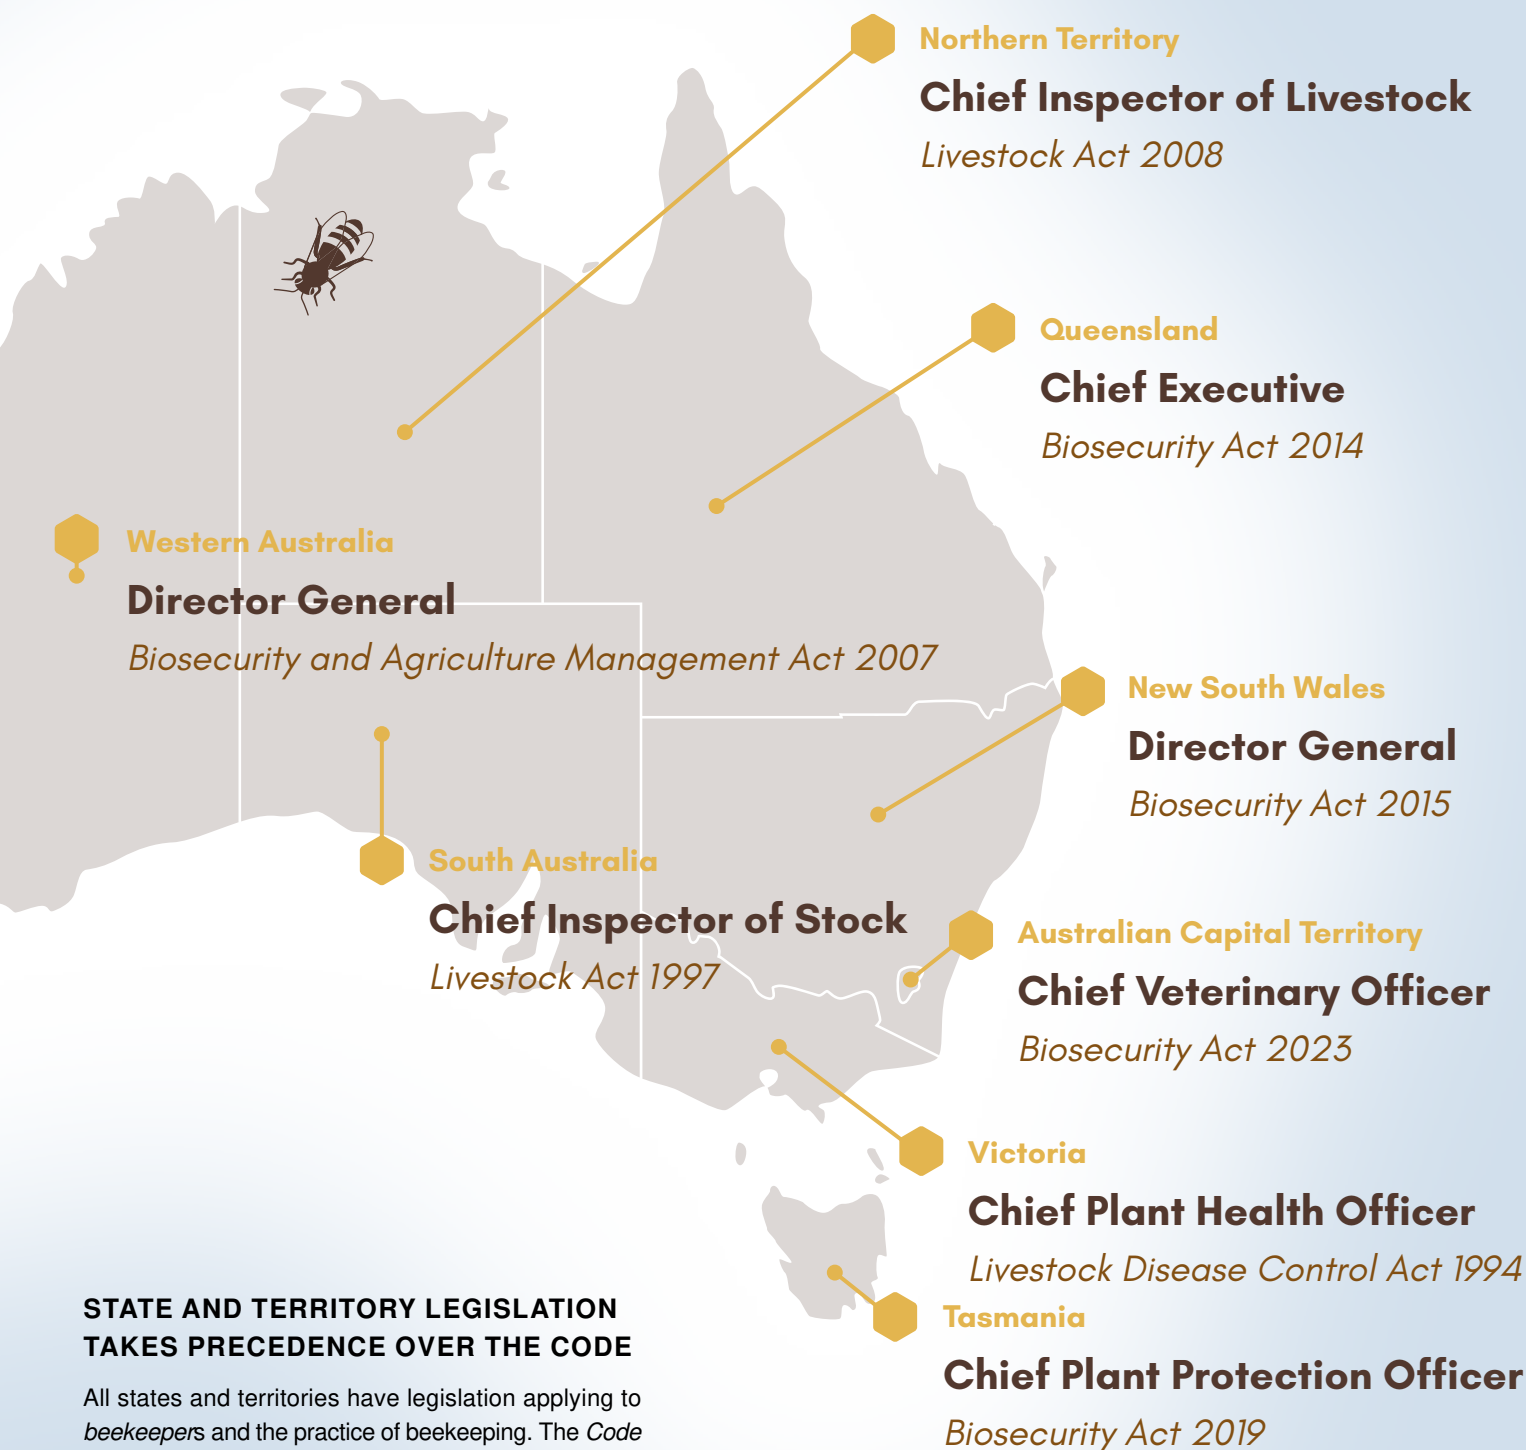 Northern Territory
Chief Inspector of Livestock
Livestock Act 2008
Queensland
Chief Executive
Biosecurity Act 2014
Western Australia
Director General
Biosecurity and Agriculture Management Act 2007
New South Wales
Director General
Biosecurity Act 2015
South Australia
Chief Inspector of Stock
Livestock Act 1997
Australian Capital Territory
Chief Veterinary Officer
Biosecurity Act 2023
Victoria
Chief Plant Health Officer
Livestock Disease Control Act 1994
Tasmania
Chief Plant Protection Officer
Biosecurity Act 2019
STATE AND TERRITORY LEGISLATION
TAKES PRECEDENCE OVER THE CODE
All states and territories have legislation applying to
beekeepers and the practice of beekeeping. The Code